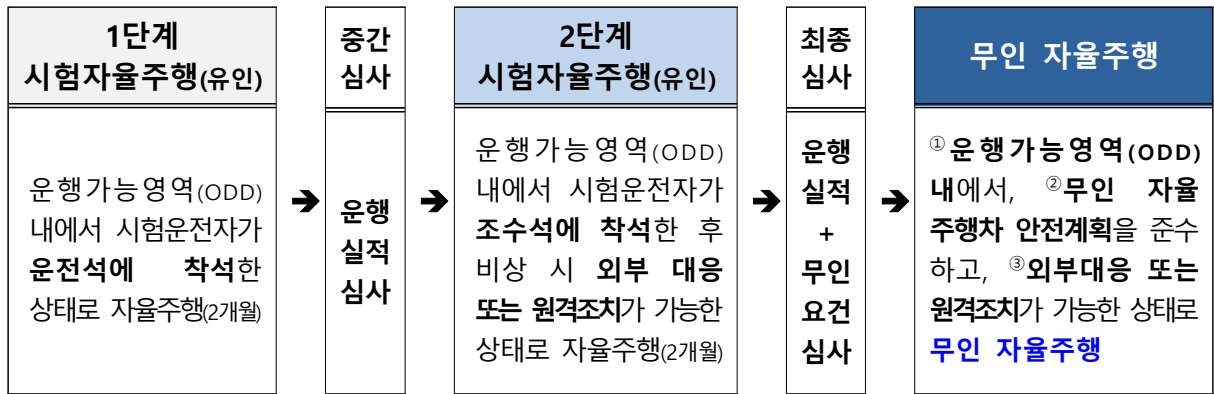 1단계
시험자율주행(유인)
운행가능영역(ODD)
내에서 시험운전자가
운전석에 착석한
상태로 자율주행(2개월)
➔
중간
심사
운행
실적
심사
➔
2단계
시험자율주행(유인)
운행가능영역(ODD)
내에서 시험운전자가
조수석에 착석한 후
비상 시 외부 대응
또는 원격조치가 가능한
상태로 자율주행(2개월)
➔
최종
심사
운행
실적
+
무인
요건
심사
➔
무인 자율주행
①운행가능영역(ODD)
내에서, ②무인 자율
주행차 안전계획을 준수
하고, ③외부대응 또는
원격조치가 가능한 상태로
무인 자율주행